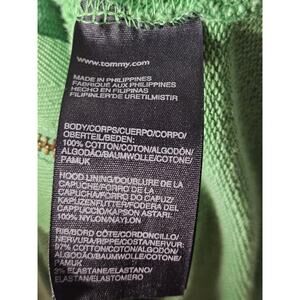 www.tommy.com
MADE IN PHILIPPINES
FABRIQUÉ AUX PHILIPPINES
HECHO EN FILIPINAS
FILIPINLER'DE URETILMISTIR
BODY/CORPS/CUERPO/CORPO/
OBERTEIL/BEDEN:
100% COTTON/COTON/ALGODÓN/
ALGODÃO/BAUMWOLLE/COTONE/
PAMUK
HOOD LINING/DOUBLURE DE LA
CAPUCHE/FORRO DE LA
CAPUCHA/FORRO DO CAPUZ/
KAPUZENFUTTER/FODERA DEL
CAPPUCCIO/KAPSON ASTARI:
100% NYLON/NAYLON
RIB/BORD CÔTE/CORDONCILLO/
NERVURA/RIPPE/COSTA/NERVUR:
97% COTTON/COTON/ALGODÓN/
ALGODÃO/BAUMWOLLE/COTONE/
PAMUK
3% ELASTANE/ELASTANO/
ELASTAN/ELASTOMERO